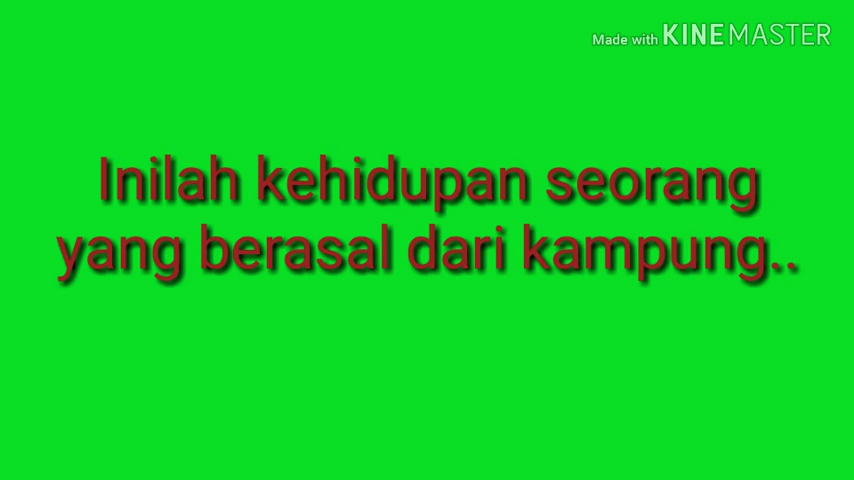 Made with KINEMASTER
Inilah kehidupan seorang
yang berasal dari kampung..